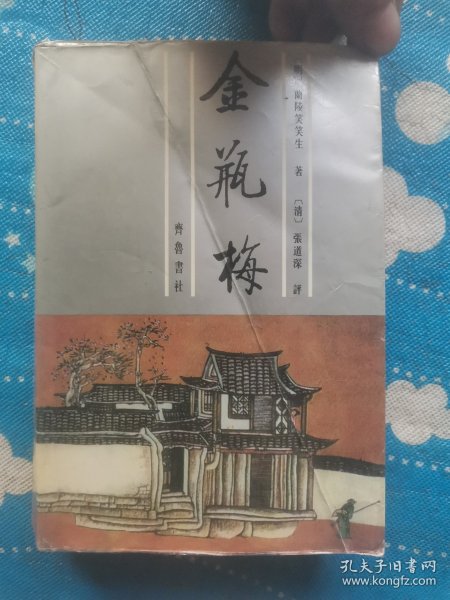 金瓶梅
〔明〕蘭陵笑笑生 著
〔清〕張道深 評
齊魯書社
孔夫子旧书网
www.kongfz.com